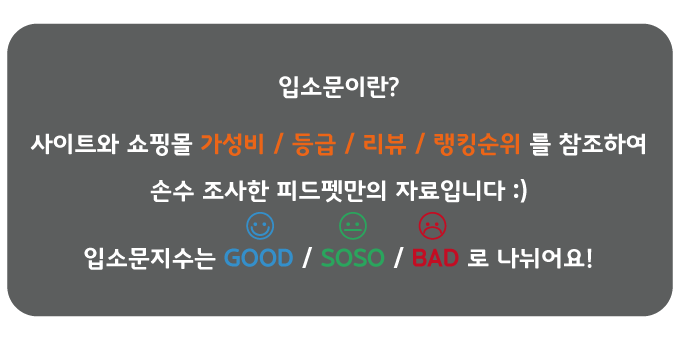 입소문이란?
사이트와 쇼핑몰 가성비 / 등급 / 리뷰 / 랭킹순위 를 참조하여
손수 조사한 피드펫만의 자료입니다 :)
입소문지수는 GOOD / SOSO / BAD 로 나뉘어요!